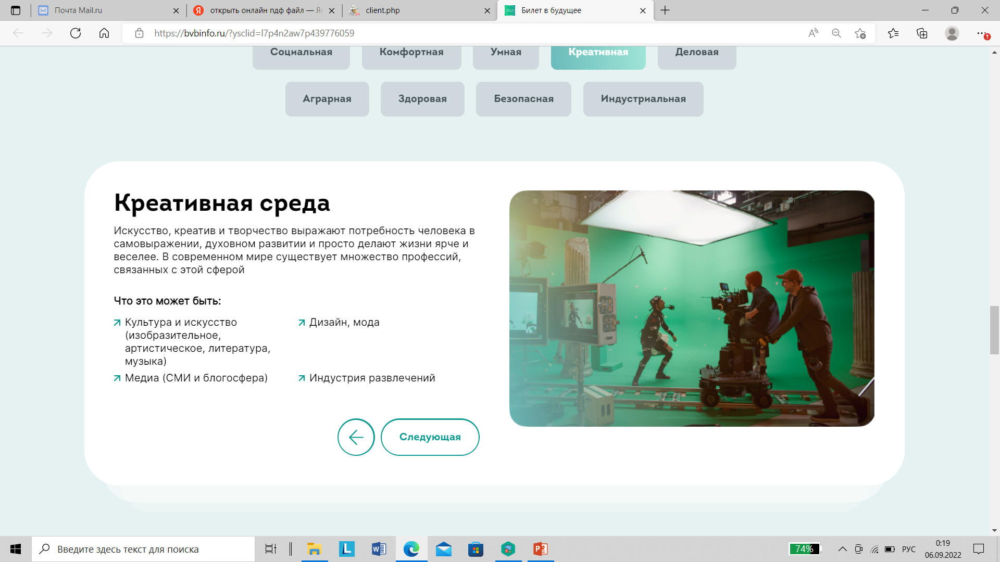 Почта Mail.ru
открыть онлайн пдф файл — Ян
client.php
Билет в будущее
https://bvbinfo.ru/?ysclid=l7p4n2aw7p439776059
Социальная
Комфортная
Умная
Креативная
Деловая
Аграрная
Здоровая
Безопасная
Индустриальная
Креативная среда
Искусство, креатив и творчество выражают потребность человека в
самовыражении, духовном развитии и просто делают жизни ярче и
веселее. В современном мире существует множество профессий,
связанных с этой сферой
Что это может быть:
Культура и искусство
(изобразительное,
артистическое, литература,
музыка)
Дизайн, мода
Медиа (СМИ и блогосфера)
Индустрия развлечений
Следующая
Введите здесь текст для поиска
74%
РУС
0:19
06.09.2022